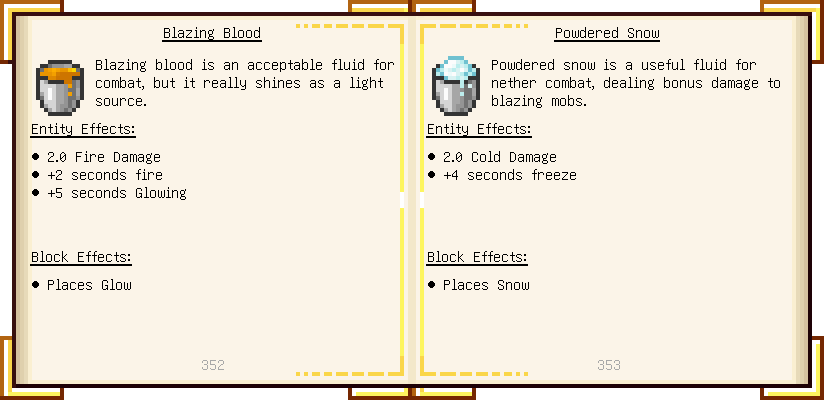 Blazing Blood
Blazing blood is an acceptable fluid for
combat, but it really shines as a light
source.
Entity Effects:
● 2.0 Fire Damage
● +2 seconds fire
● +5 seconds Glowing
Block Effects:
● Places Glow
352
Powdered Snow
Powdered snow is a useful fluid for
nether combat, dealing bonus damage to
blazing mobs.
Entity Effects:
● 2.0 Cold Damage
● +4 seconds freeze
Block Effects:
● Places Snow
353